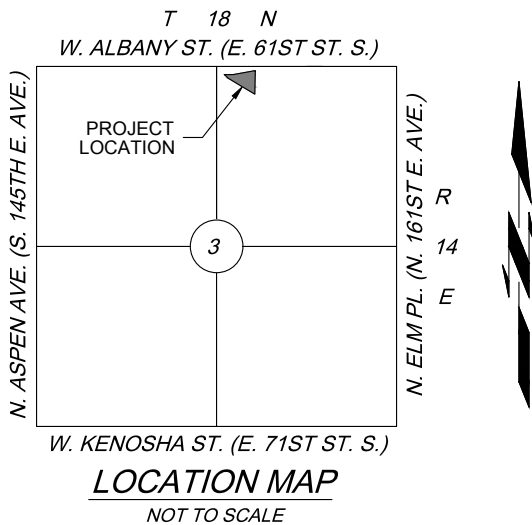 T 18 N
W. ALBANY ST. (E. 61ST ST. S.)
N. ASPEN AVE. (S. 145TH E. AVE.)
PROJECT
LOCATION
N. ELM PL. (N. 161ST E. AVE.)
R
14
E
3
W. KENOSHA ST. (E. 71ST ST. S.)
LOCATION MAP
NOT TO SCALE